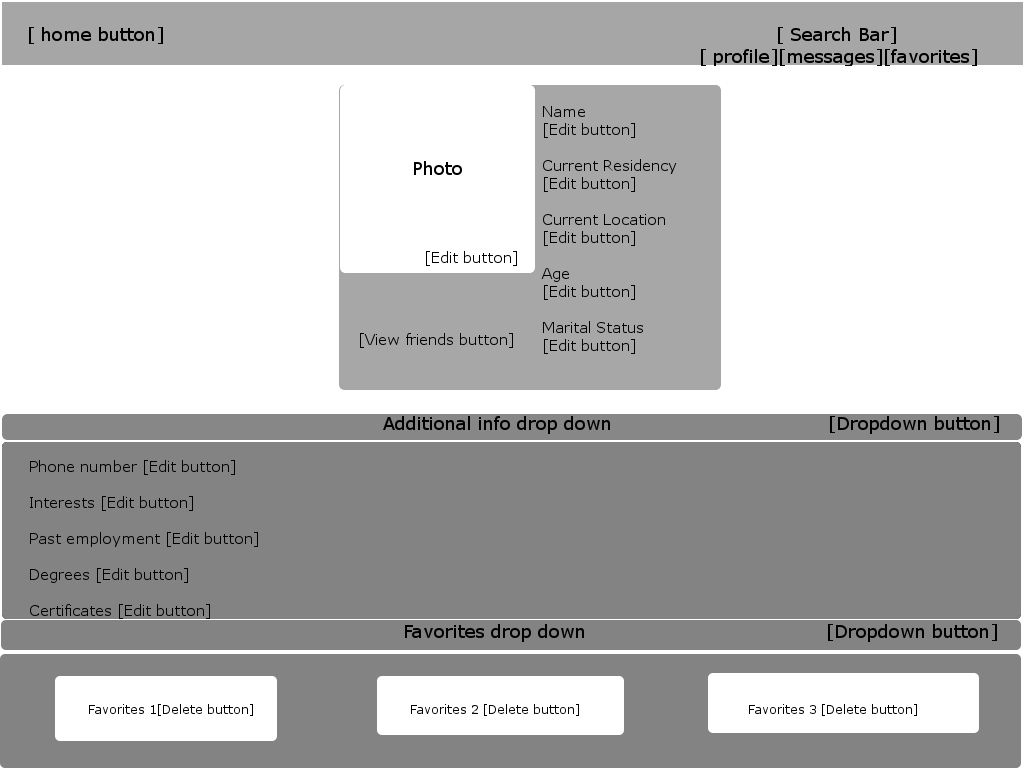 [ home button]
[ Search Bar]
[ profile][messages][favorites]
Photo
[Edit button]
[View friends button]
Name
[Edit button]
Current Residency
[Edit button]
Current Location
[Edit button]
Age
[Edit button]
Marital Status
[Edit button]
Additional info drop down [Dropdown button]
Phone number [Edit button]
Interests [Edit button]
Past employment [Edit button]
Degrees [Edit button]
Certificates [Edit button]
Favorites drop down [Dropdown button]
Favorites 1[Delete button]
Favorites 2 [Delete button]
Favorites 3 [Delete button]